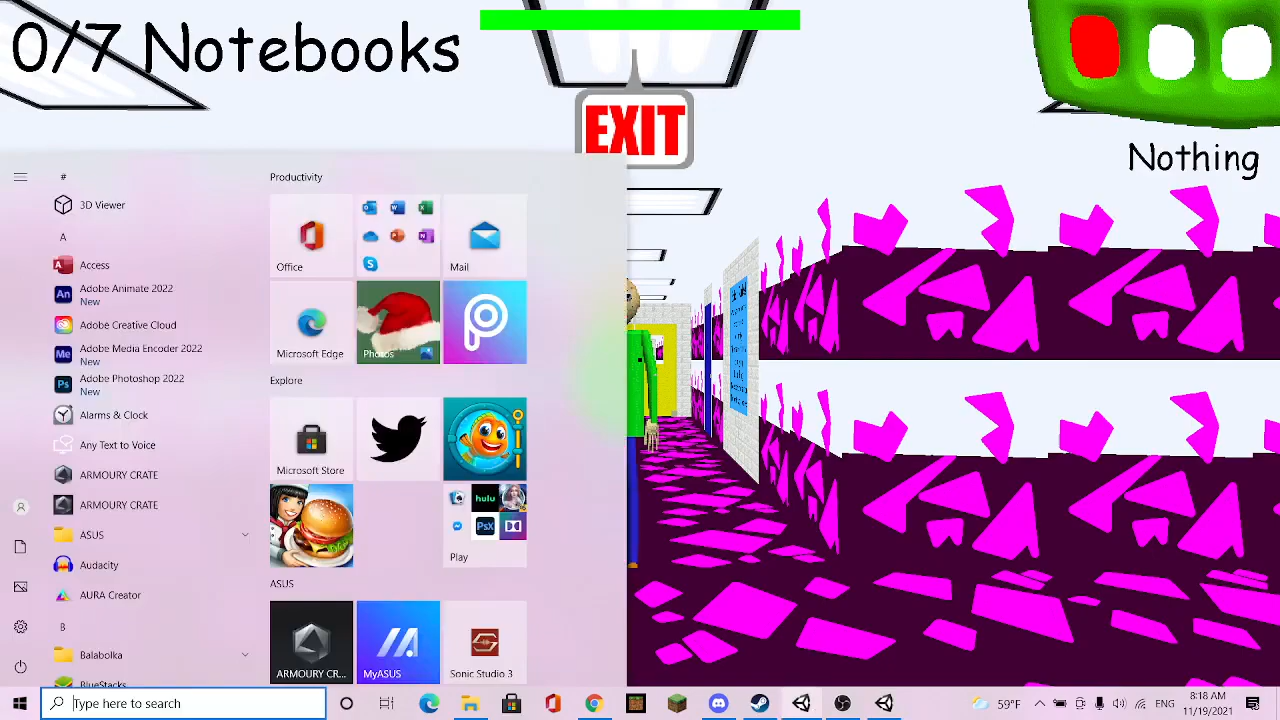 0/7 Notebooks
EXIT
Nothing
#
3D Viewer
A
Access
Adobe Animate 2022
New
Adobe Creative Cloud
Adobe Media Encoder 2022
New
Adobe Photoshop 2022
New
Alarms & Clock
Any Text to Voice
ARMOURY CRATE
ARMOURY CRATE
ASUS
Audacity
AURA Creator
B
Balabolka
BlueStacks
Productivity
Office
Mail
Microsoft Edge
Photos
Explore
Microsoft Store
hulu
PsX
Play
ASUS
ARMOURY CR...
MyASUS
Sonic Studio 3
Type here to search
59°F
ENG
8:18 AM
11/19/2021